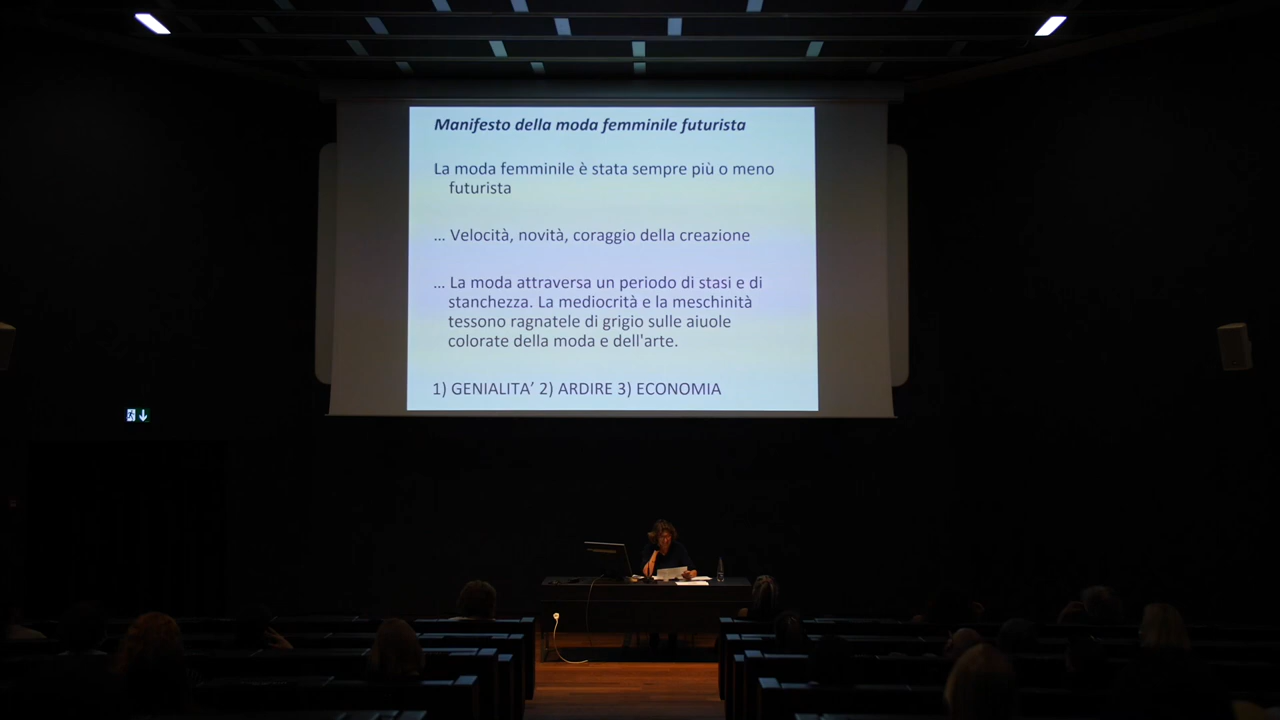 Manifesto della moda femminile futurista
La moda femminile è stata sempre più o meno
futurista
... Velocità, novità, coraggio della creazione
... La moda attraversa un periodo di stasi e di
stanchezza. La mediocrità e la meschinità
tessono ragnatele di grigio sulle aiuole
colorate della moda e dell'arte.
1) GENIALITA’ 2) ARDIRE 3) ECONOMIA